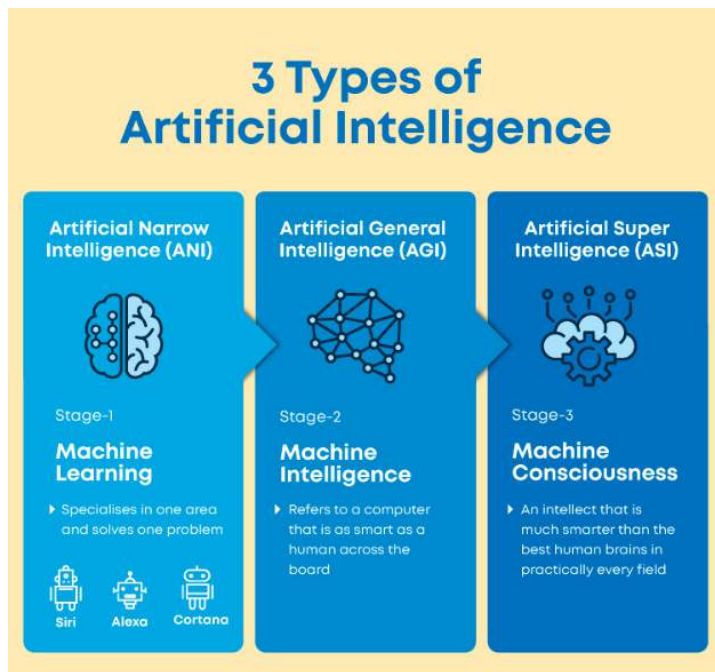 3 Types of
Artificial Intelligence
Artificial Narrow
Intelligence (ANI)
Stage-1
Machine
Learning
Specialises in one area
and solves one problem
Siri
Alexa
Cortana
Artificial General
Intelligence (AGI)
Stage-2
Machine
Intelligence
Refers to a computer
that is as smart as a
human across the
board
Artificial Super
Intelligence (ASI)
Stage-3
Machine
Consciousness
An intellect that is
much smarter than the
best human brains in
practically every field